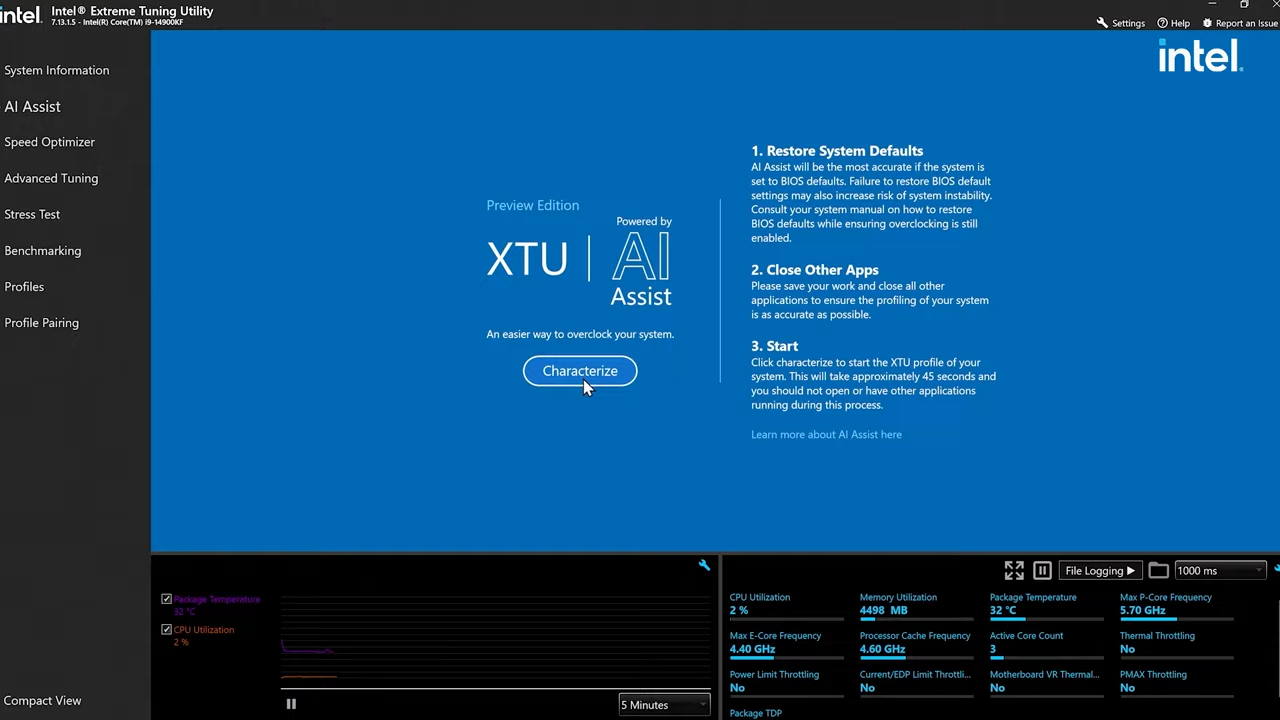 intel.
Intel® Extreme Tuning Utility
7.13.1.5 - Intel(R) Core(TM) i9-14900KF
Settings
Help
Report an Issue
System Information
AI Assist
Speed Optimizer
Advanced Tuning
Stress Test
Benchmarking
Profiles
Profile Pairing
Compact View
intel.
Preview Edition
Powered by
XTU | AI
Assist
An easier way to overclock your system.
Characterize
1. Restore System Defaults
AI Assist will be the most accurate if the system is
set to BIOS defaults. Failure to restore BIOS default
settings may also increase risk of system instability.
Consult your system manual on how to restore
BIOS defaults while ensuring overclocking is still
enabled.
2. Close Other Apps
Please save your work and close all other
applications to ensure the profiling of your system
is as accurate as possible.
3. Start
Click characterize to start the XTU profile of your
system. This will take approximately 45 seconds and
you should not open or have other applications
running during this process.
Learn more about AI Assist here
Package Temperature
32 °C
CPU Utilization
2 %
5 Minutes
File Logging
1000 ms
CPU Utilization
2 %
Memory Utilization
4498 MB
Package Temperature
32 °C
Max P-Core Frequency
5.70 GHz
Max E-Core Frequency
4.40 GHz
Processor Cache Frequency
4.60 GHz
Active Core Count
3
Thermal Throttling
No
Power Limit Throttling
No
Current/EDP Limit Throttli...
No
Motherboard VR Thermal...
No
PMAX Throttling
No
Package TDP